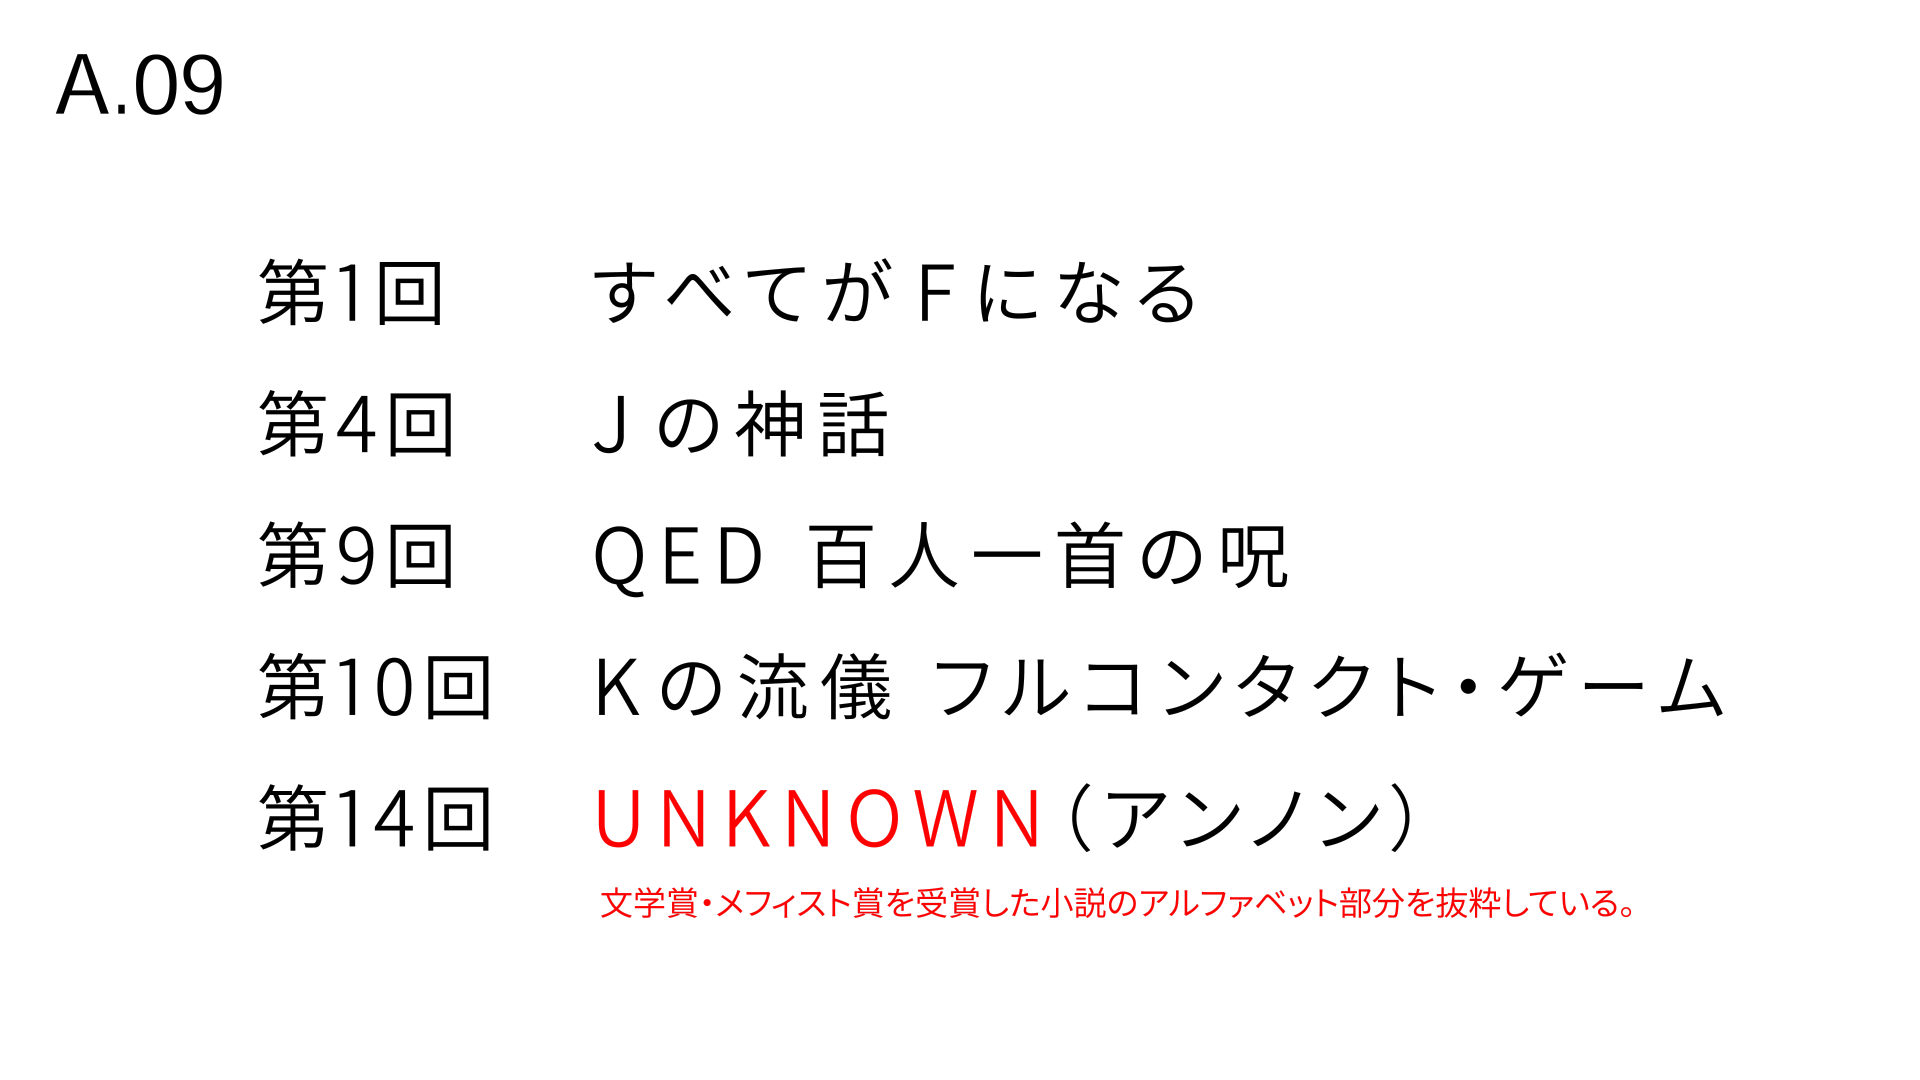 A.09
第1回 すべてがFになる
第4回 Jの神話
第9回 QED 百人一首の呪
第10回 Kの流儀 フルコンタクト・ゲーム
第14回 UNKNOWN（アンノン）
文学賞・メフィスト賞を受賞した小説のアルファベット部分を抜粋している。